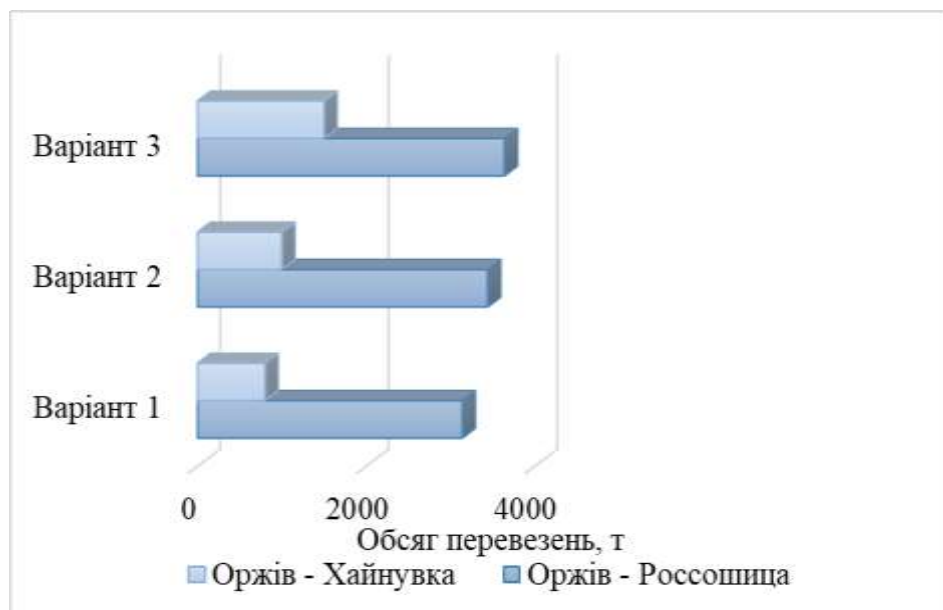 Варіант 3
Варіант 2
Варіант 1
0 2000 4000
Обсяг перевезень, т
Оржів - Хайнувка Оржів - Россошица